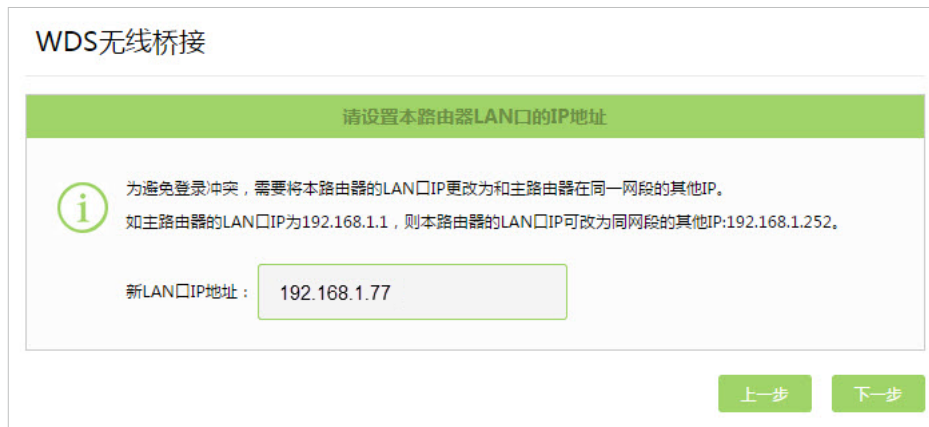 WDS无线桥接
请设置本路由器LAN口的IP地址
为避免登录冲突，需要将本路由器的LAN口IP更改为和主路由器在同一网段的其他IP。
如主路由器的LAN口IP为192.168.1.1，则本路由器的LAN口IP可改为同网段的其他IP:192.168.1.252。
新LAN口IP地址： 192.168.1.77
上一步 下一步